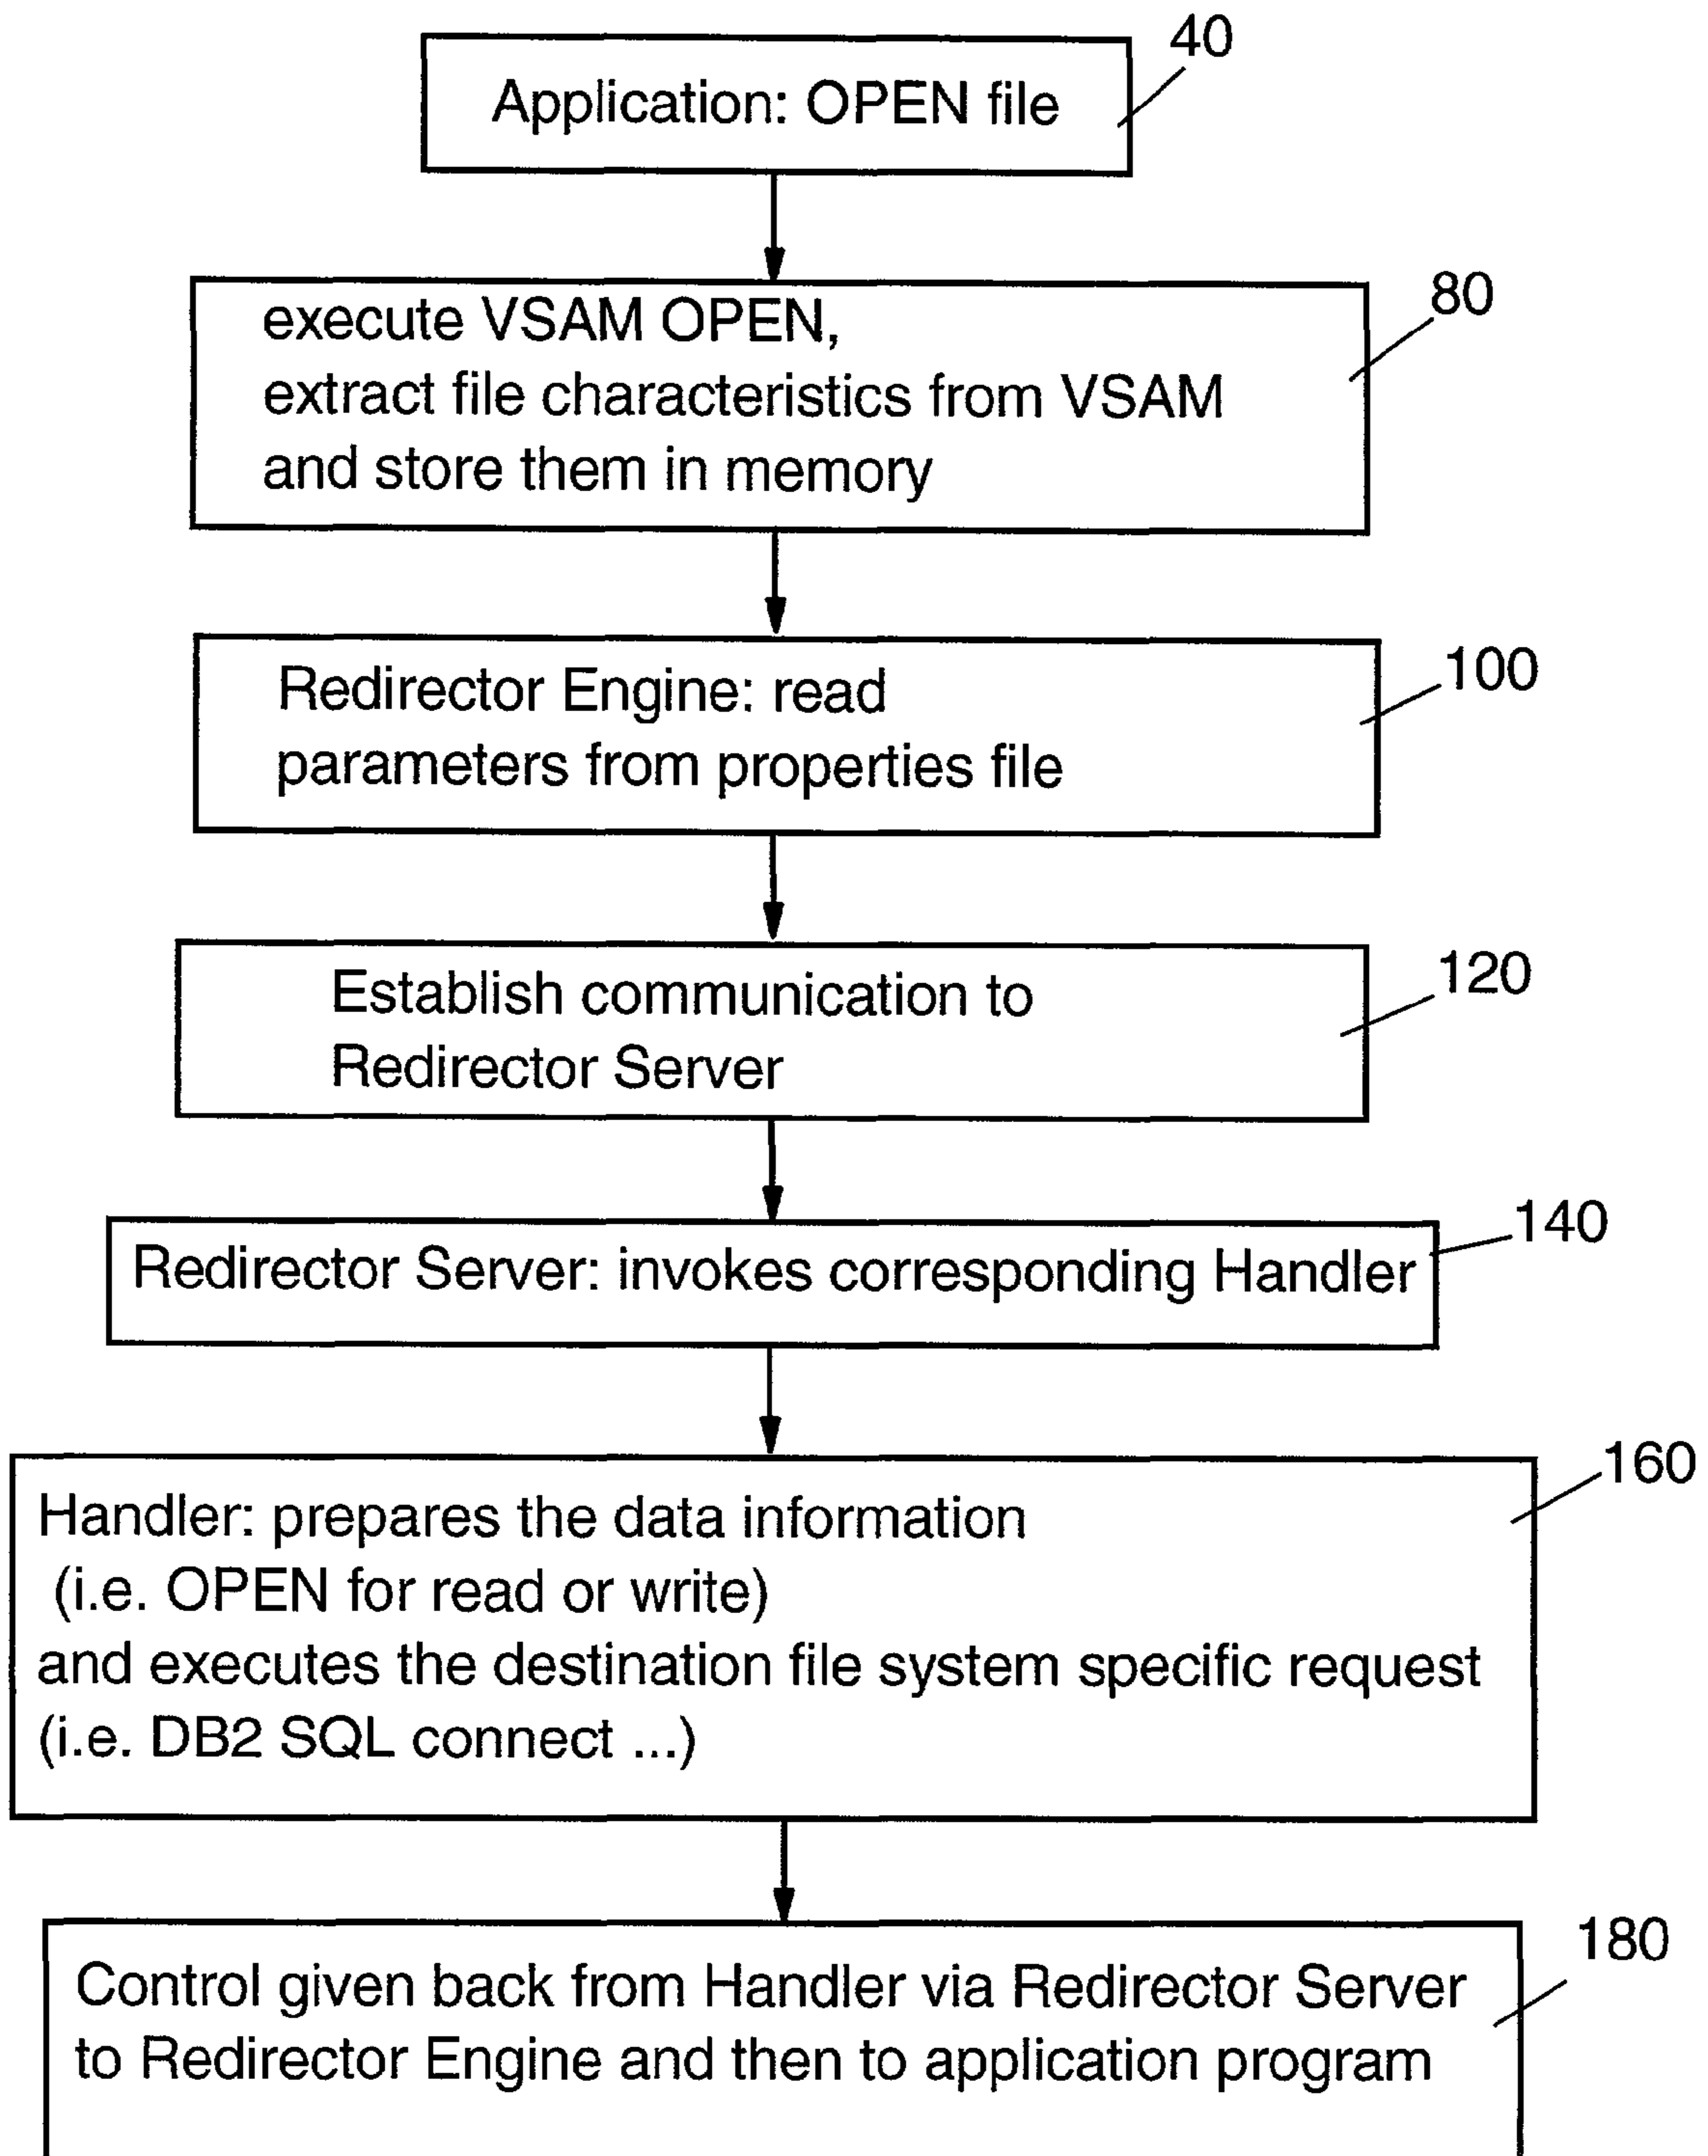 40
Application: OPEN file
80
execute VSAM OPEN,
extract file characteristics from VSAM
and store them in memory
100
Redirector Engine: read
parameters from properties file
120
Establish communication to
Redirector Server
140
Redirector Server: invokes corresponding Handler
160
Handler: prepares the data information
(i.e. OPEN for read or write)
and executes the destination file system specific request
(i.e. DB2 SQL connect ...)
180
Control given back from Handler via Redirector Server
to Redirector Engine and then to application program